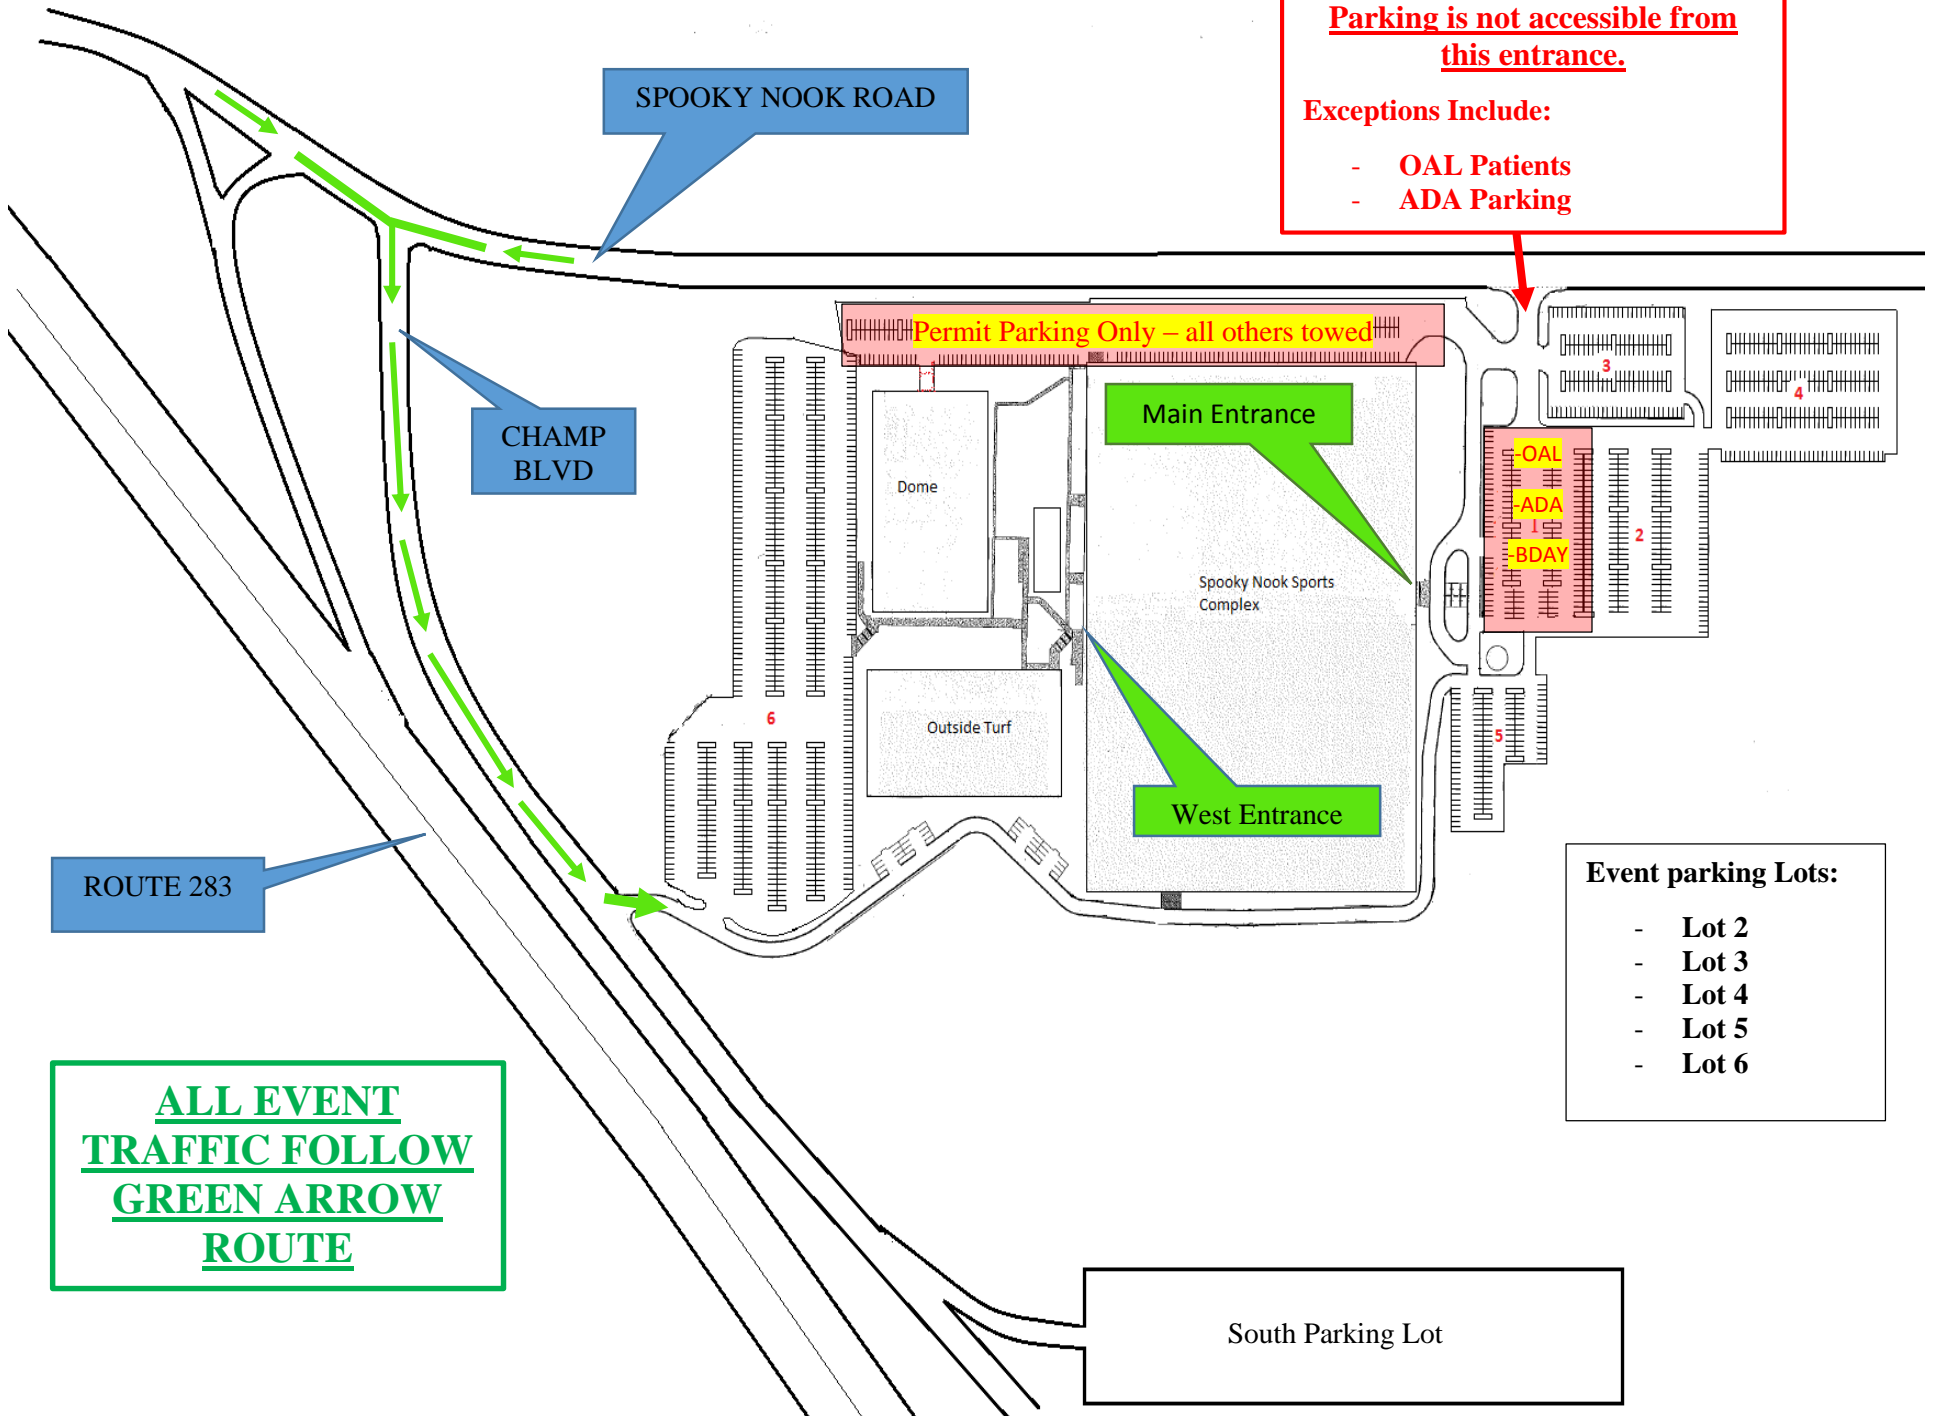 Parking is not accessible from
this entrance.
Exceptions Include:
- OAL Patients
- ADA Parking
SPOOKY NOOK ROAD
Permit Parking Only – all others towed
3
4
Main Entrance
CHAMP
BLVD
Dome
-OAL
-ADA
1
-BDAY
2
Spooky Nook Sports
Complex
6
Outside Turf
5
West Entrance
ROUTE 283
Event parking Lots:
- Lot 2
- Lot 3
- Lot 4
- Lot 5
- Lot 6
ALL EVENT
TRAFFIC FOLLOW
GREEN ARROW
ROUTE
South Parking Lot